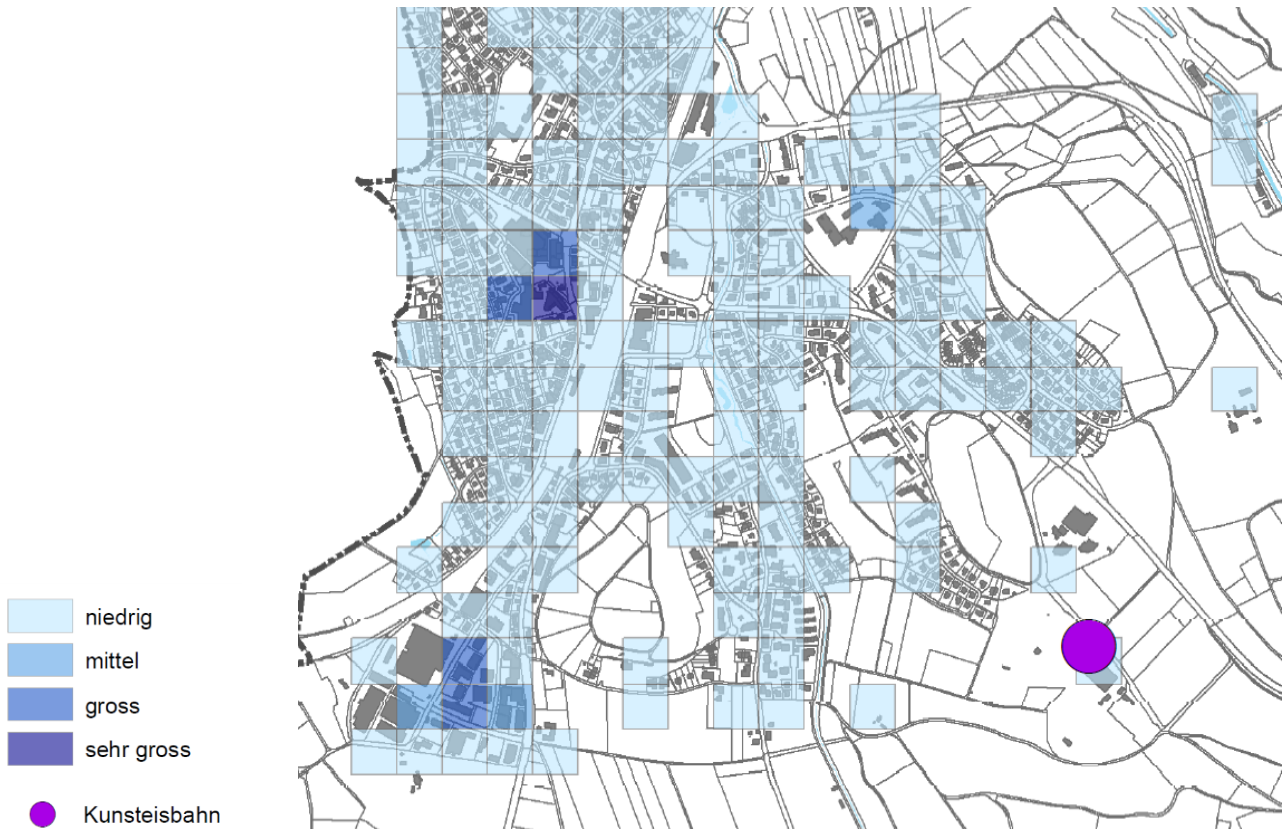 niedrig
mittel
gross
sehr gross
Kunsteisbahn